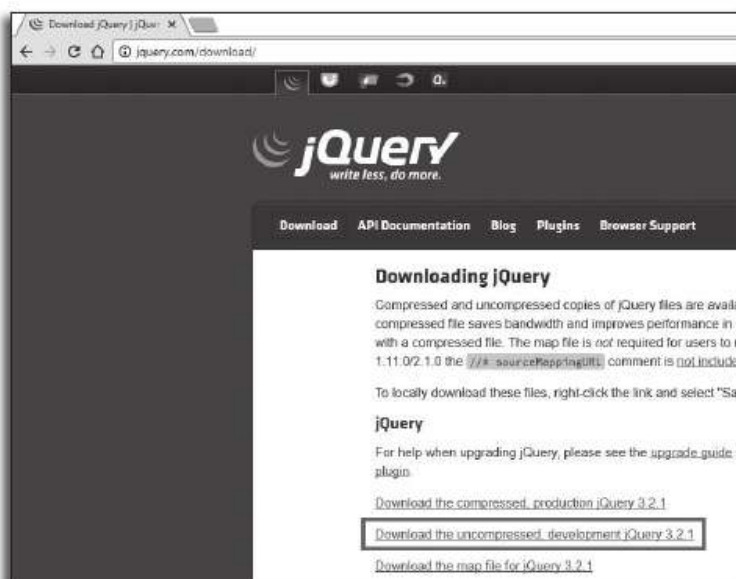 Download jQuery | jQuer
jquery.com/download/
jQuery
write less, do more.
Download API Documentation Blog Plugins Browser Support
Downloading jQuery
Compressed and uncompressed copies of jQuery files are
compressed file saves bandwidth and improves performance in
with a compressed file. The map file is not required for users to
1.11.0/2.1.0 the //# sourceMappingURL comment is not include
To locally download these files, right-click the link and select "Sa
jQuery
For help when upgrading jQuery, please see the upgrade guide
plugin.
Download the compressed, production jQuery 3.2.1
Download the uncompressed, development jQuery 3.2.1
Download the map file for jQuery 3.2.1